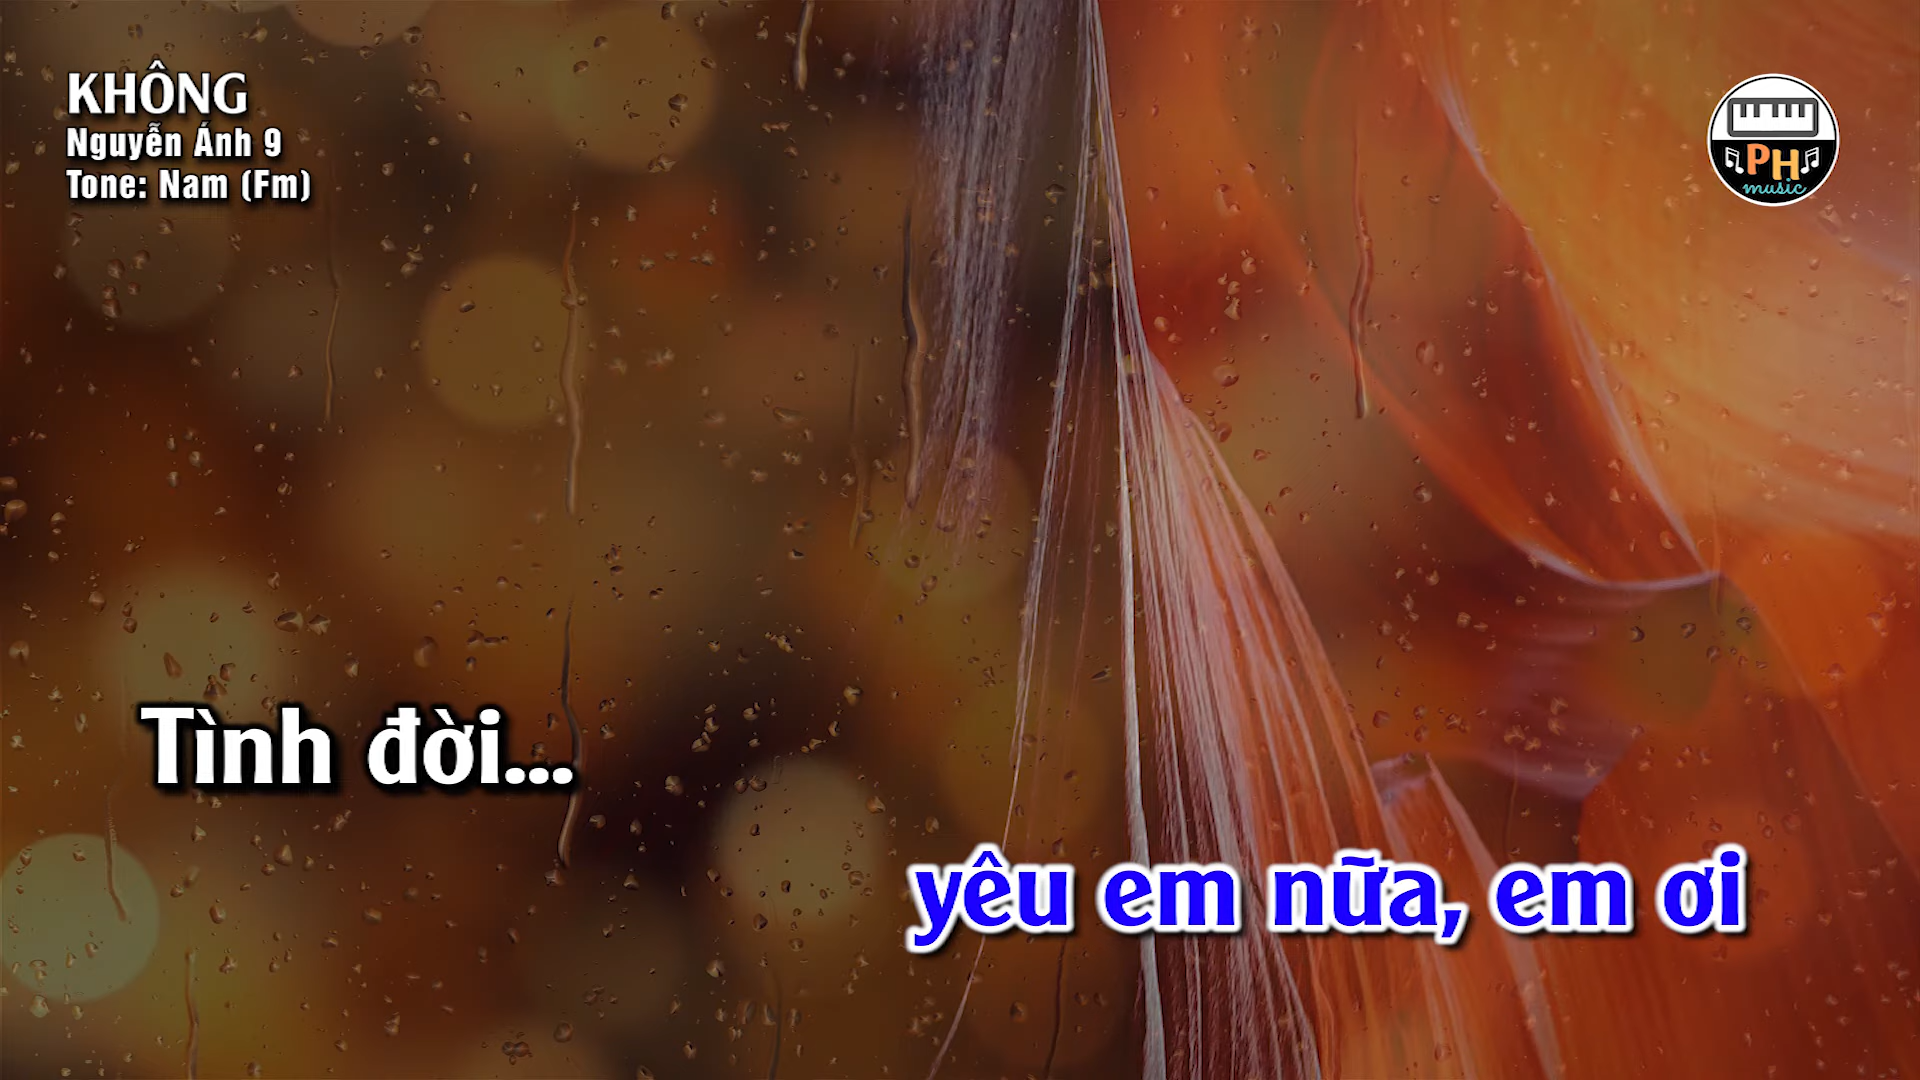 KHÔNG
Nguyễn Ánh 9
Tone: Nam (Fm)
PH
music
Tình đời...
yêu em nữa, em ơi